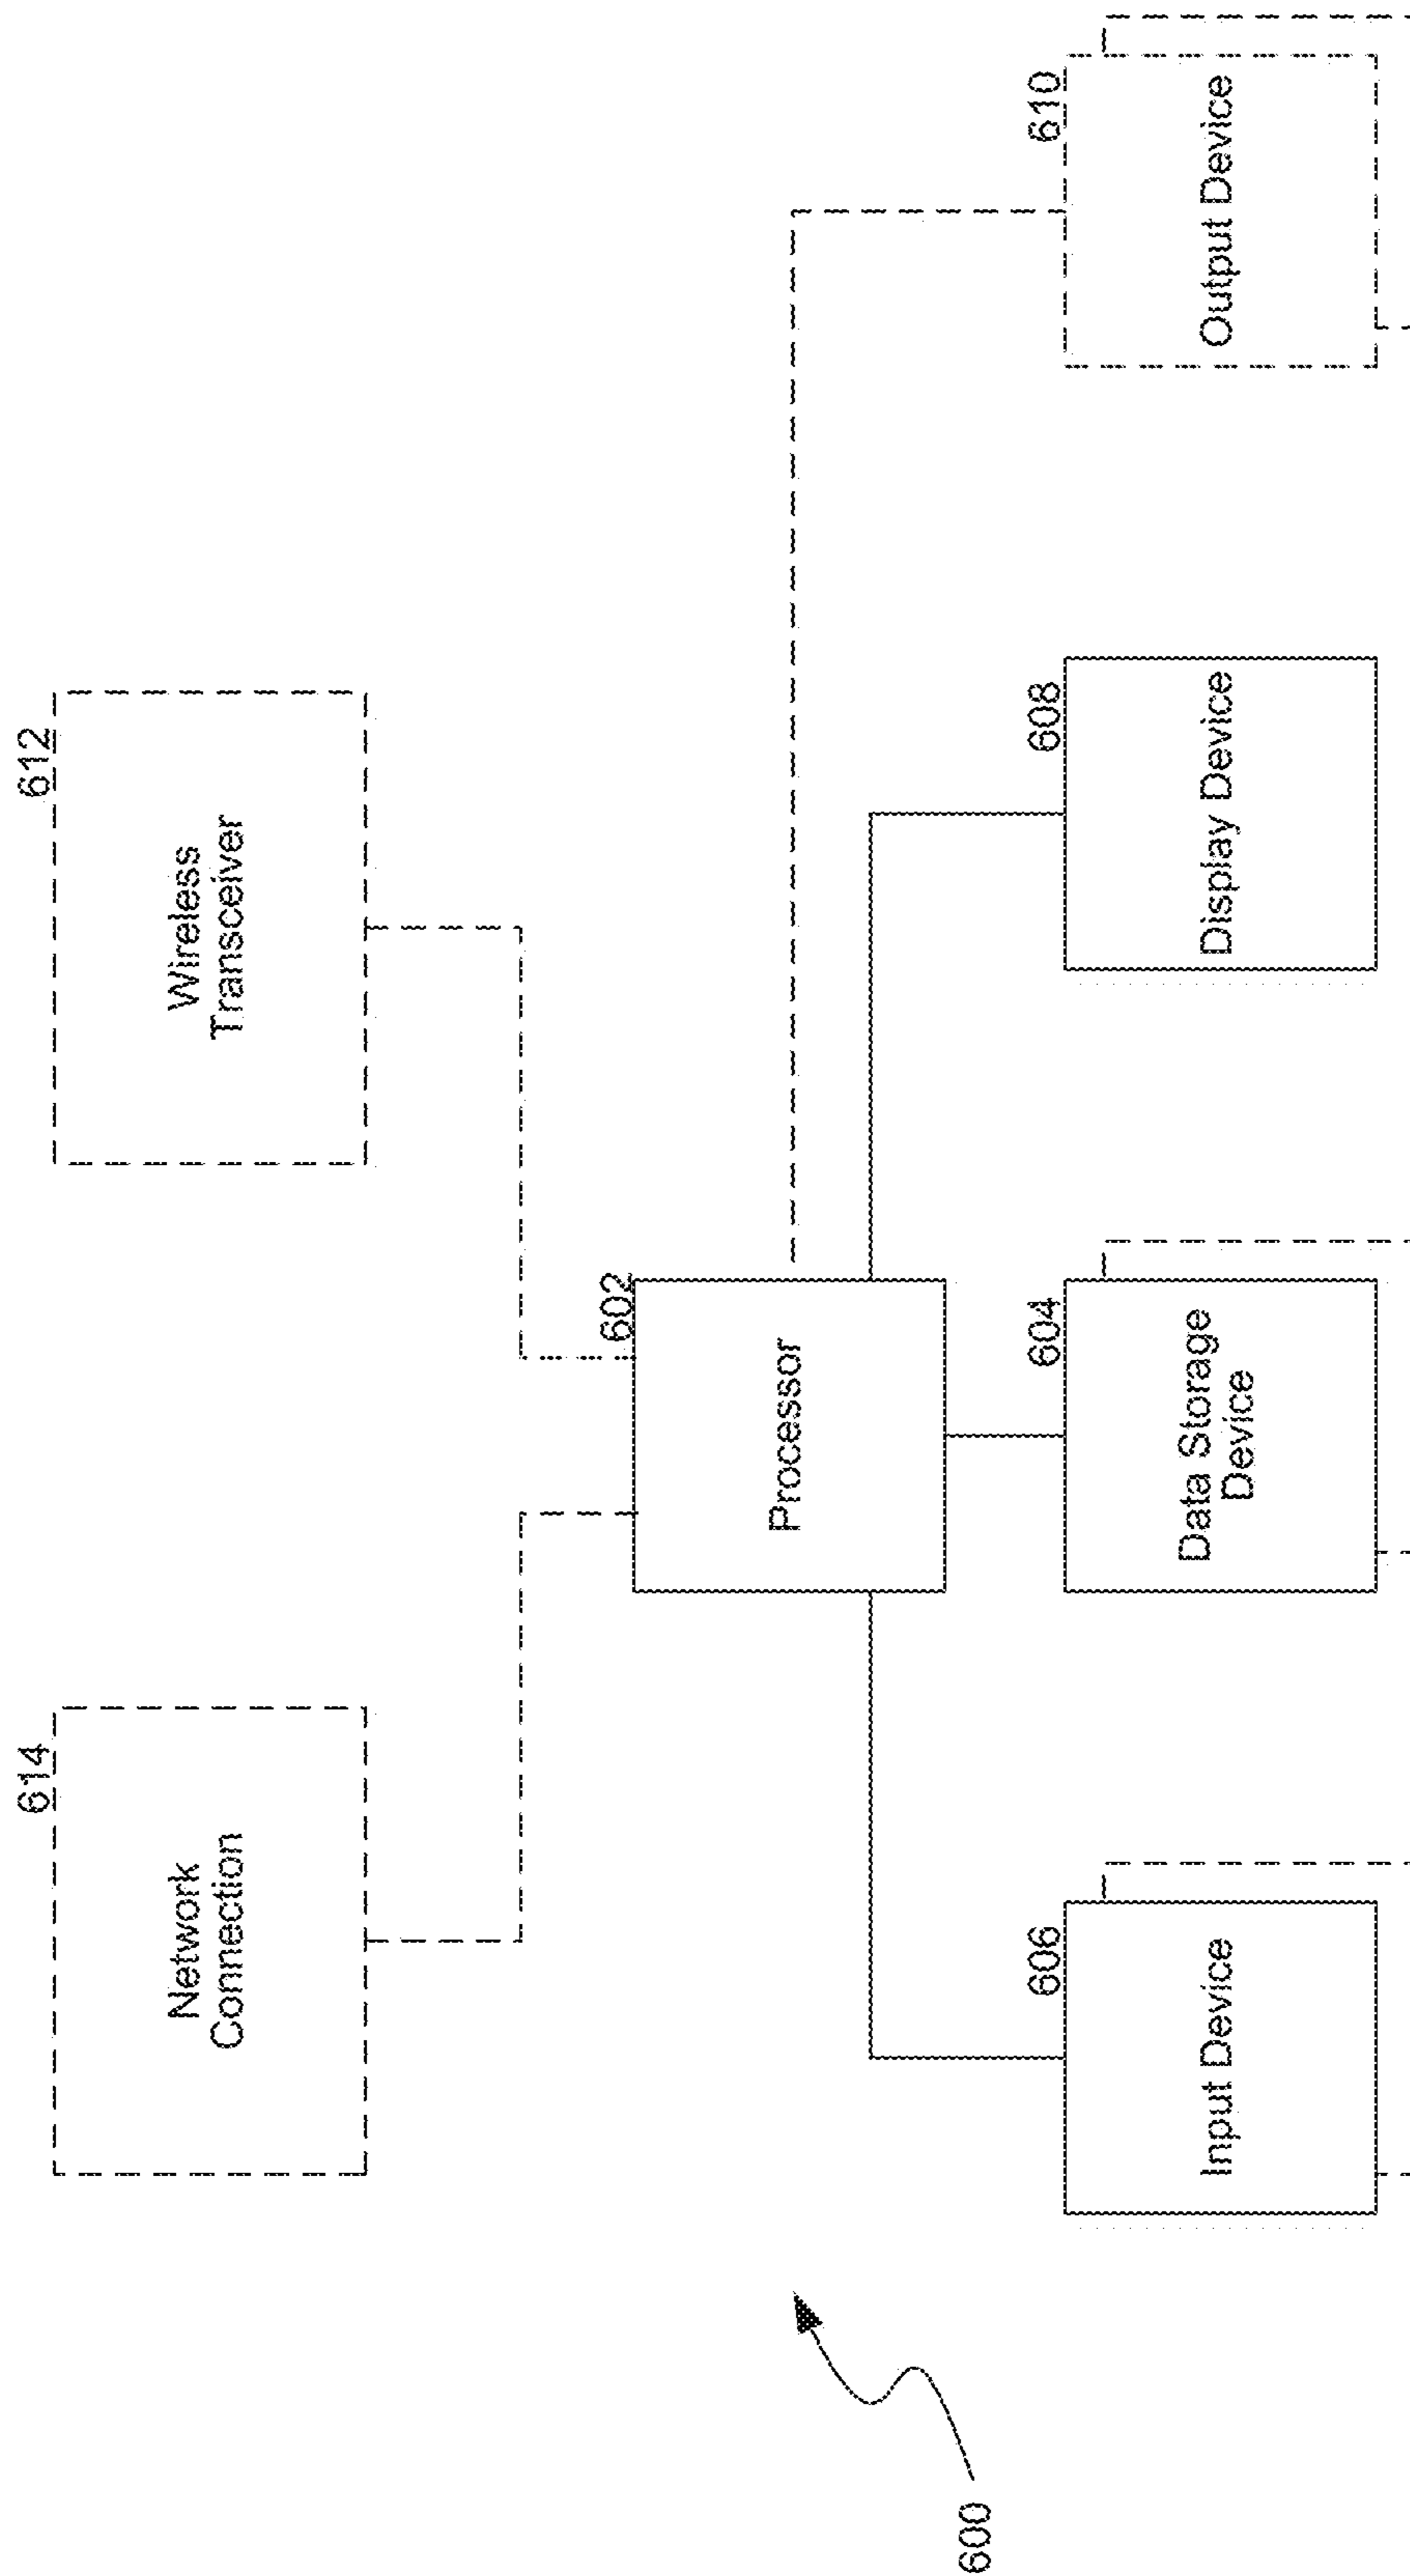 614
Network
Connection
612
Wireless
Transceiver
602
Processor
606
Input Device
604
Data Storage
Device
608
Display Device
610
Output Device
600